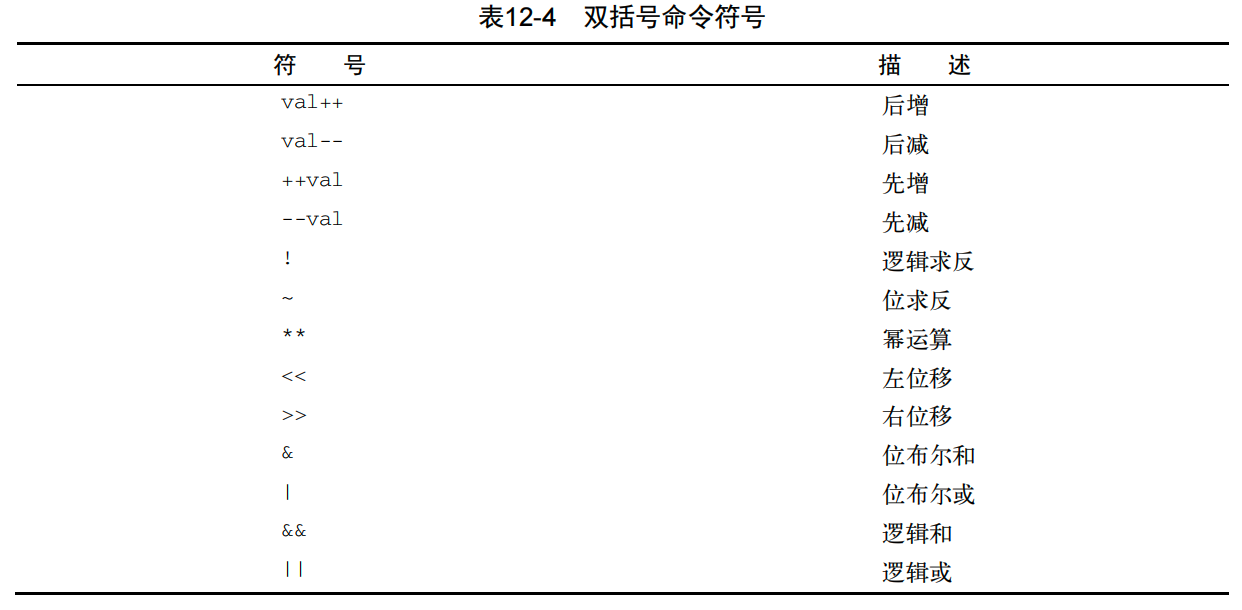 表12-4 双括号命令符号
符 号 描 述
val++ 后增
val-- 后减
++val 先增
--val 先减
! 逻辑求反
~ 位求反
** 幂运算
<< 左位移
>> 右位移
& 位布尔和
| 位布尔或
&& 逻辑和
|| 逻辑或